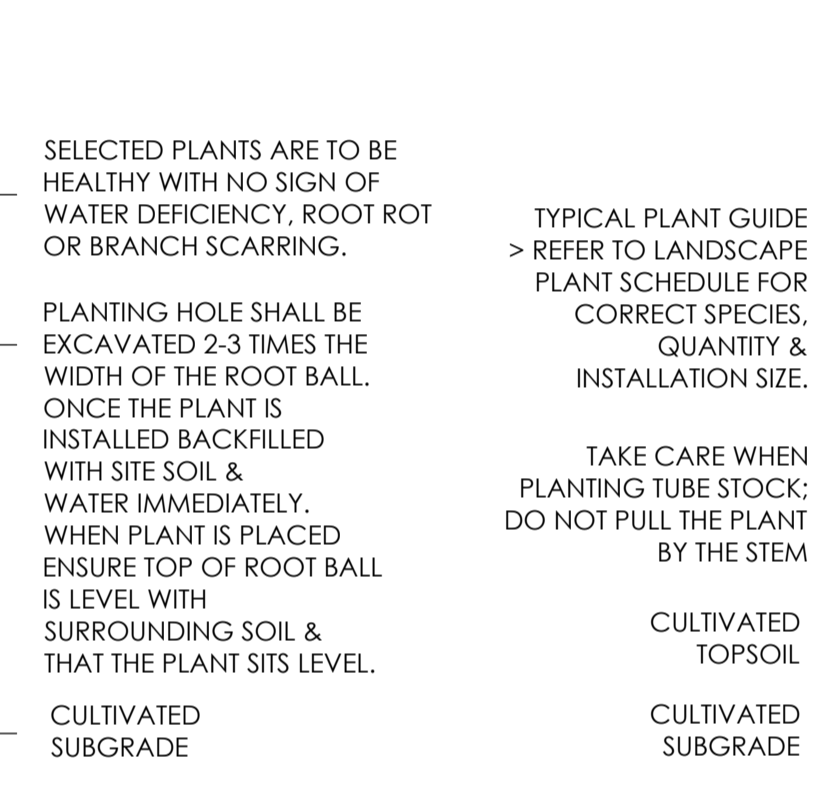 SELECTED PLANTS ARE TO BE
HEALTHY WITH NO SIGN OF
WATER DEFICIENCY, ROOT ROT
OR BRANCH SCARRING.
PLANTING HOLE SHALL BE
EXCAVATED 2-3 TIMES THE
WIDTH OF THE ROOT BALL.
ONCE THE PLANT IS
INSTALLED BACKFILLED
WITH SITE SOIL &
WATER IMMEDIATELY.
WHEN PLANT IS PLACED
ENSURE TOP OF ROOT BALL
IS LEVEL WITH
SURROUNDING SOIL &
THAT THE PLANT SITS LEVEL.
CULTIVATED
SUBGRADE
TYPICAL PLANT GUIDE
> REFER TO LANDSCAPE
PLANT SCHEDULE FOR
CORRECT SPECIES,
QUANTITY &
INSTALLATION SIZE.
TAKE CARE WHEN
PLANTING TUBE STOCK;
DO NOT PULL THE PLANT
BY THE STEM
CULTIVATED
TOPSOIL
CULTIVATED
SUBGRADE